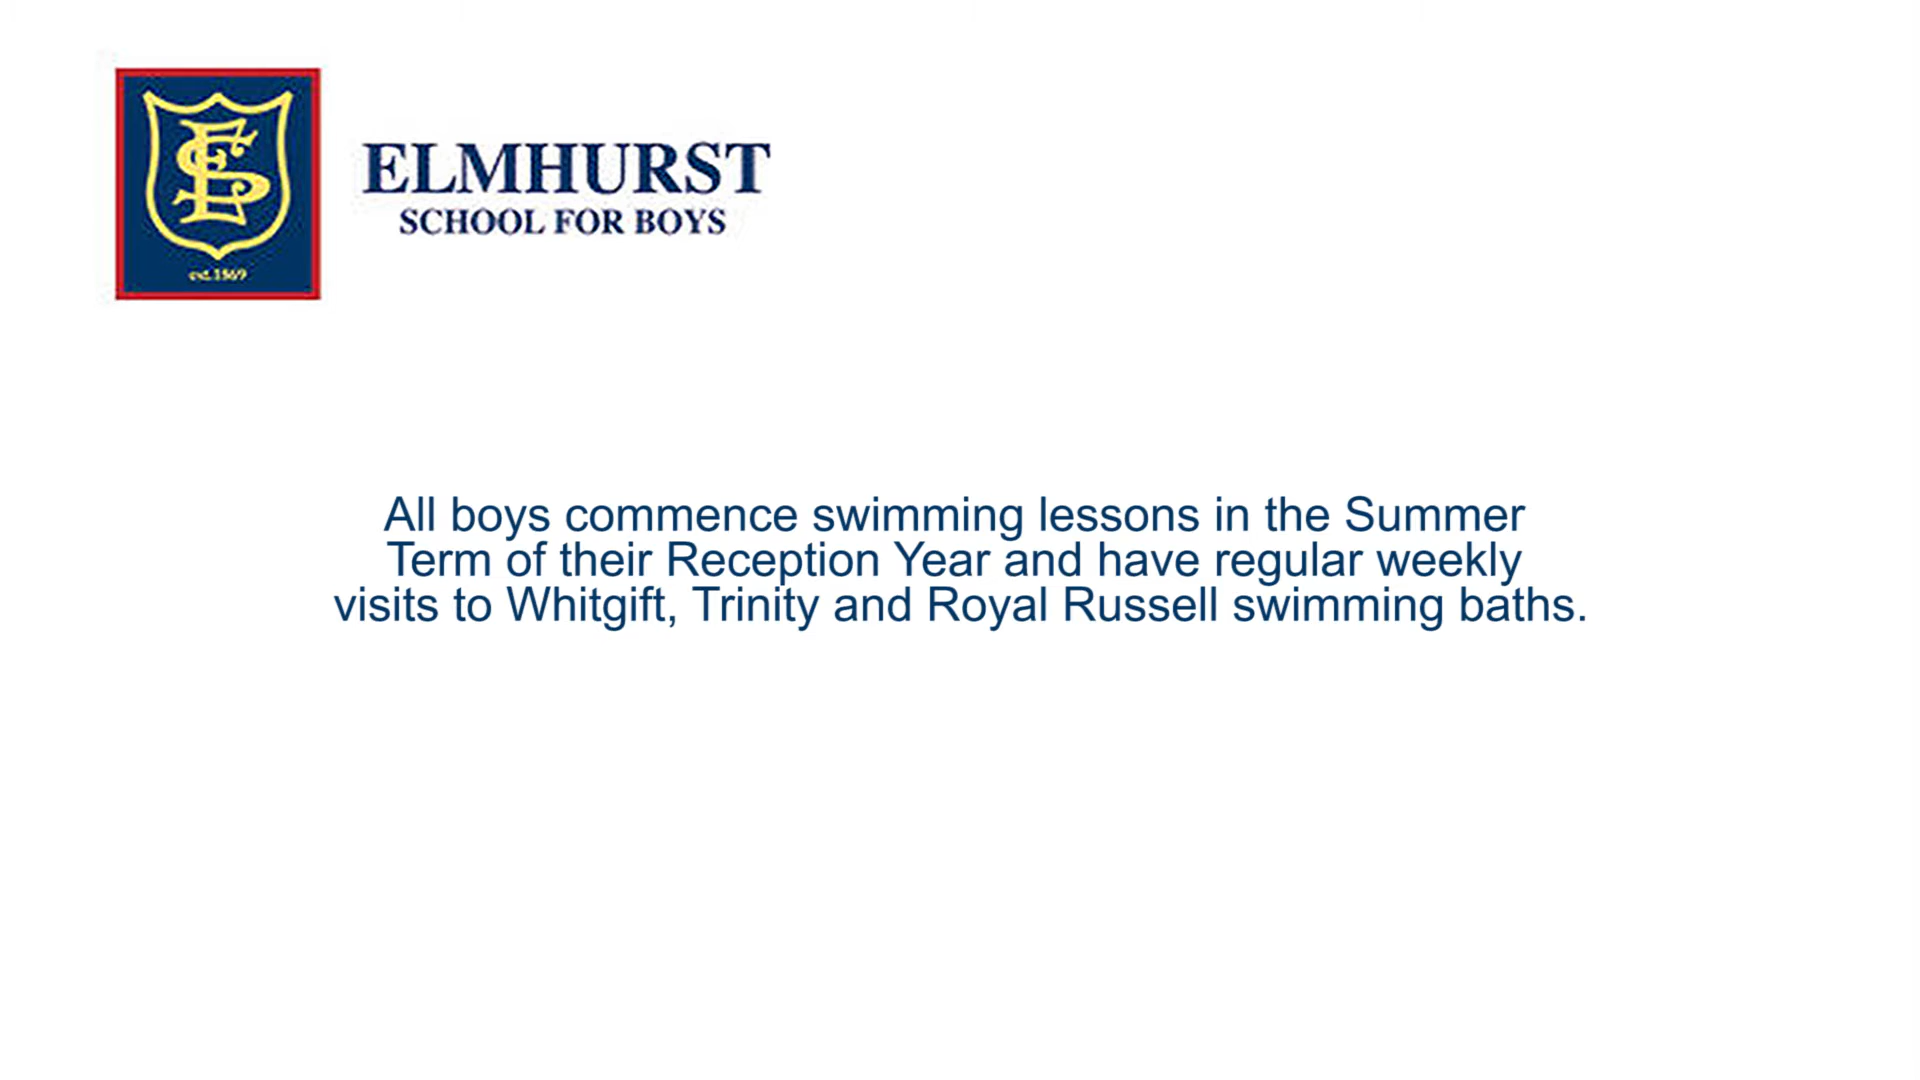 ES
est.1869
ELMHURST
SCHOOL FOR BOYS
All boys commence swimming lessons in the Summer
Term of their Reception Year and have regular weekly
visits to Whitgift, Trinity and Royal Russell swimming baths.